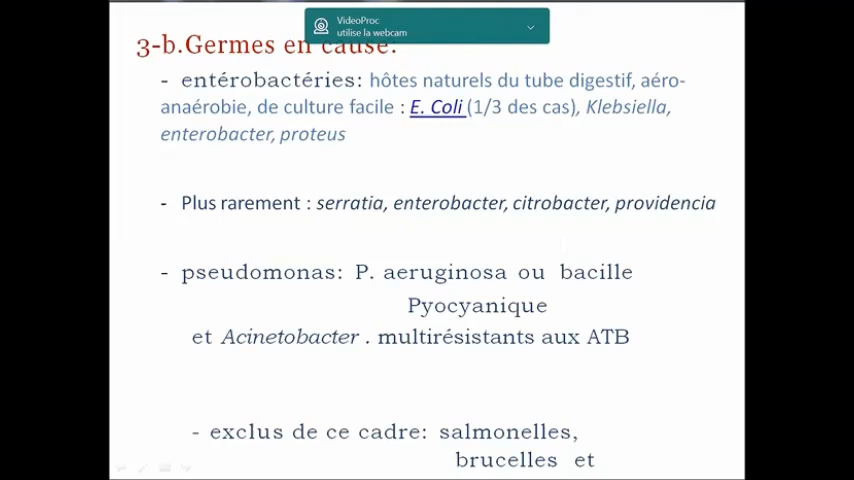 VideoProc
utilise la webcam
3-b.Germes en cause:
- entérobactéries: hôtes naturels du tube digestif, aéro-
anaérobie, de culture facile : E. Coli (1/3 des cas), Klebsiella,
enterobacter, proteus
- Plus rarement : serratia, enterobacter, citrobacter, providencia
- pseudomonas: P. aeruginosa ou bacille
Pyocyanique
et Acinetobacter . multirésistants aux ATB
- exclus de ce cadre: salmonelles,
brucelles et